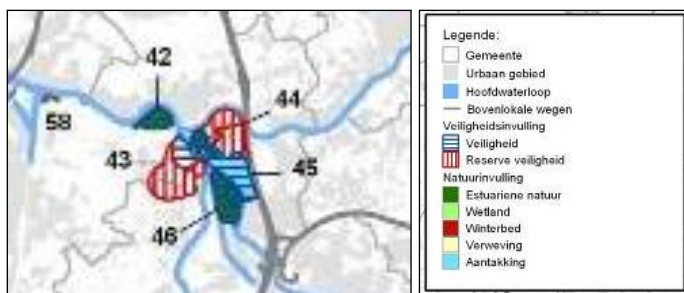 42
44
58
43
45
46
Legende:
Gemeente
Urbaan gebied
Hoofdwaterloop
Bovenlokale wegen
Veiligheidsinvulling
Veiligheid
Reserve veiligheid
Natuurinvulling
Estuariene natuur
Wetland
Winterbed
Verweving
Aantakking